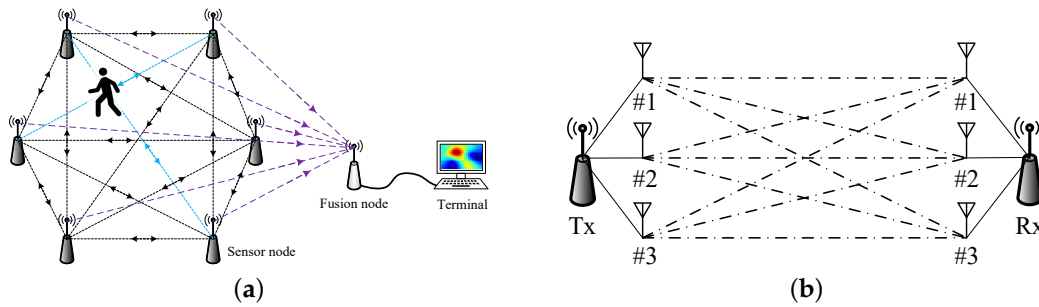 Fusion node
Terminal
Sensor node
(a)
#1
#1
#2
#2
Tx
Rx
#3
#3
(b)